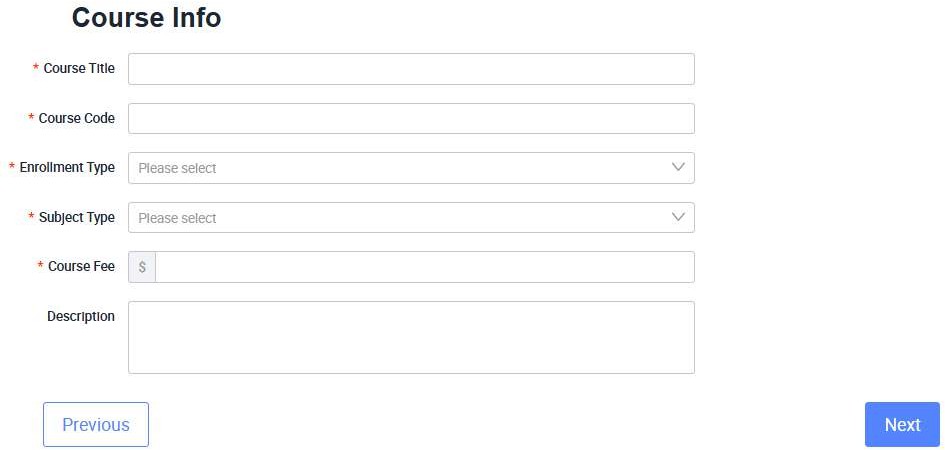 Course Info
* Course Title
* Course Code
* Enrollment Type Please select
* Subject Type Please select
* Course Fee $
Description
Previous Next